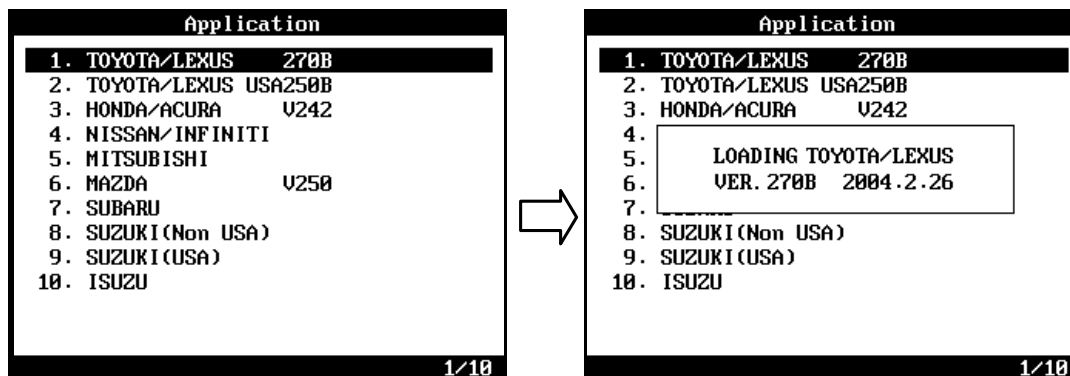 Application
1. TOYOTA/LEXUS 270B
2. TOYOTA/LEXUS USA250B
3. HONDA/ACURA V242
4. NISSAN/INFINITI
5. MITSUBISHI
6. MAZDA V250
7. SUBARU
8. SUZUKI(Non USA)
9. SUZUKI(USA)
10. ISUZU
1/10
Application
1. TOYOTA/LEXUS 270B
2. TOYOTA/LEXUS USA250B
3. HONDA/ACURA V242
4.
5.
6.
7.
LOADING TOYOTA/LEXUS
VER. 270B 2004.2.26
8. SUZUKI(Non USA)
9. SUZUKI(USA)
10. ISUZU
1/10